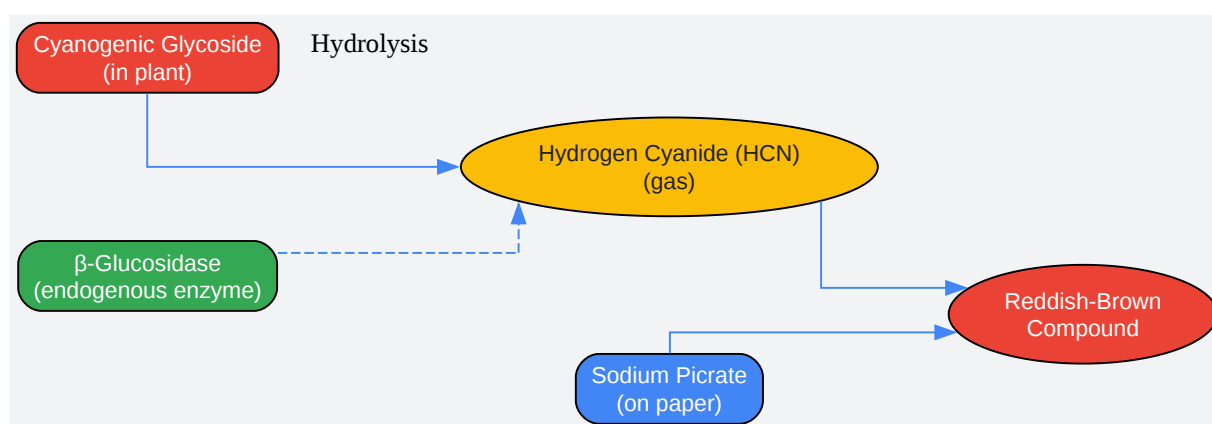 Cyanogenic Glycoside
(in plant)
Hydrolysis
Hydrogen Cyanide (HCN)
(gas)
β-Glucosidase
(endogenous enzyme)
Reddish-Brown
Compound
Sodium Picrate
(on paper)